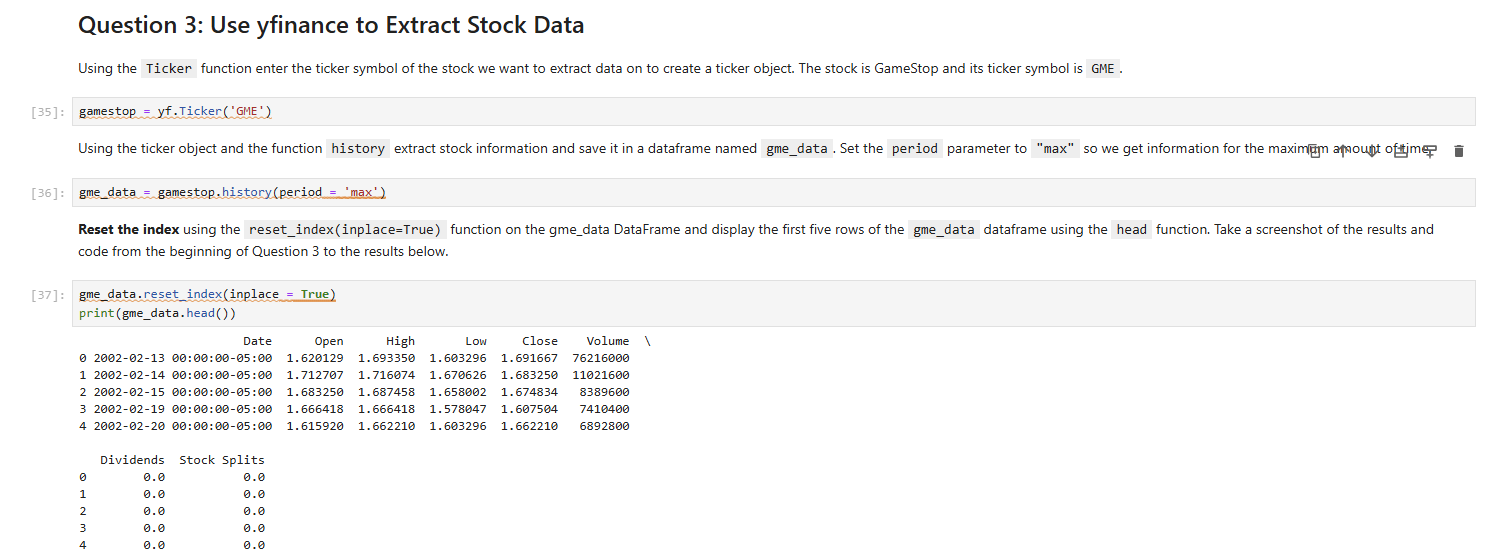 Question 3: Use yfinance to Extract Stock Data
Using the Ticker function enter the ticker symbol of the stock we want to extract data on to create a ticker object. The stock is GameStop and its ticker symbol is GME .
[35]: gamestop = yf.Ticker('GME')
Using the ticker object and the function history extract stock information and save it in a dataframe named gme_data . Set the period parameter to "max" so we get information for the maximum amount of time.
[36]: gme_data = gamestop.history(period = 'max')
Reset the index using the reset_index(inplace=True) function on the gme_data DataFrame and display the first five rows of the gme_data dataframe using the head function. Take a screenshot of the results and
code from the beginning of Question 3 to the results below.
[37]: gme_data.reset_index(inplace = True)
print(gme_data.head())
Date Open High Low Close Volume \
0 2002-02-13 00:00:00-05:00 1.620129 1.693350 1.603296 1.691667 76216000
1 2002-02-14 00:00:00-05:00 1.712707 1.716074 1.670626 1.683250 11021600
2 2002-02-15 00:00:00-05:00 1.683250 1.687458 1.658002 1.674834 8389600
3 2002-02-19 00:00:00-05:00 1.666418 1.666418 1.578047 1.607504 7410400
4 2002-02-20 00:00:00-05:00 1.615920 1.662210 1.603296 1.662210 6892800
Dividends Stock Splits
0 0.0 0.0
1 0.0 0.0
2 0.0 0.0
3 0.0 0.0
4 0.0 0.0